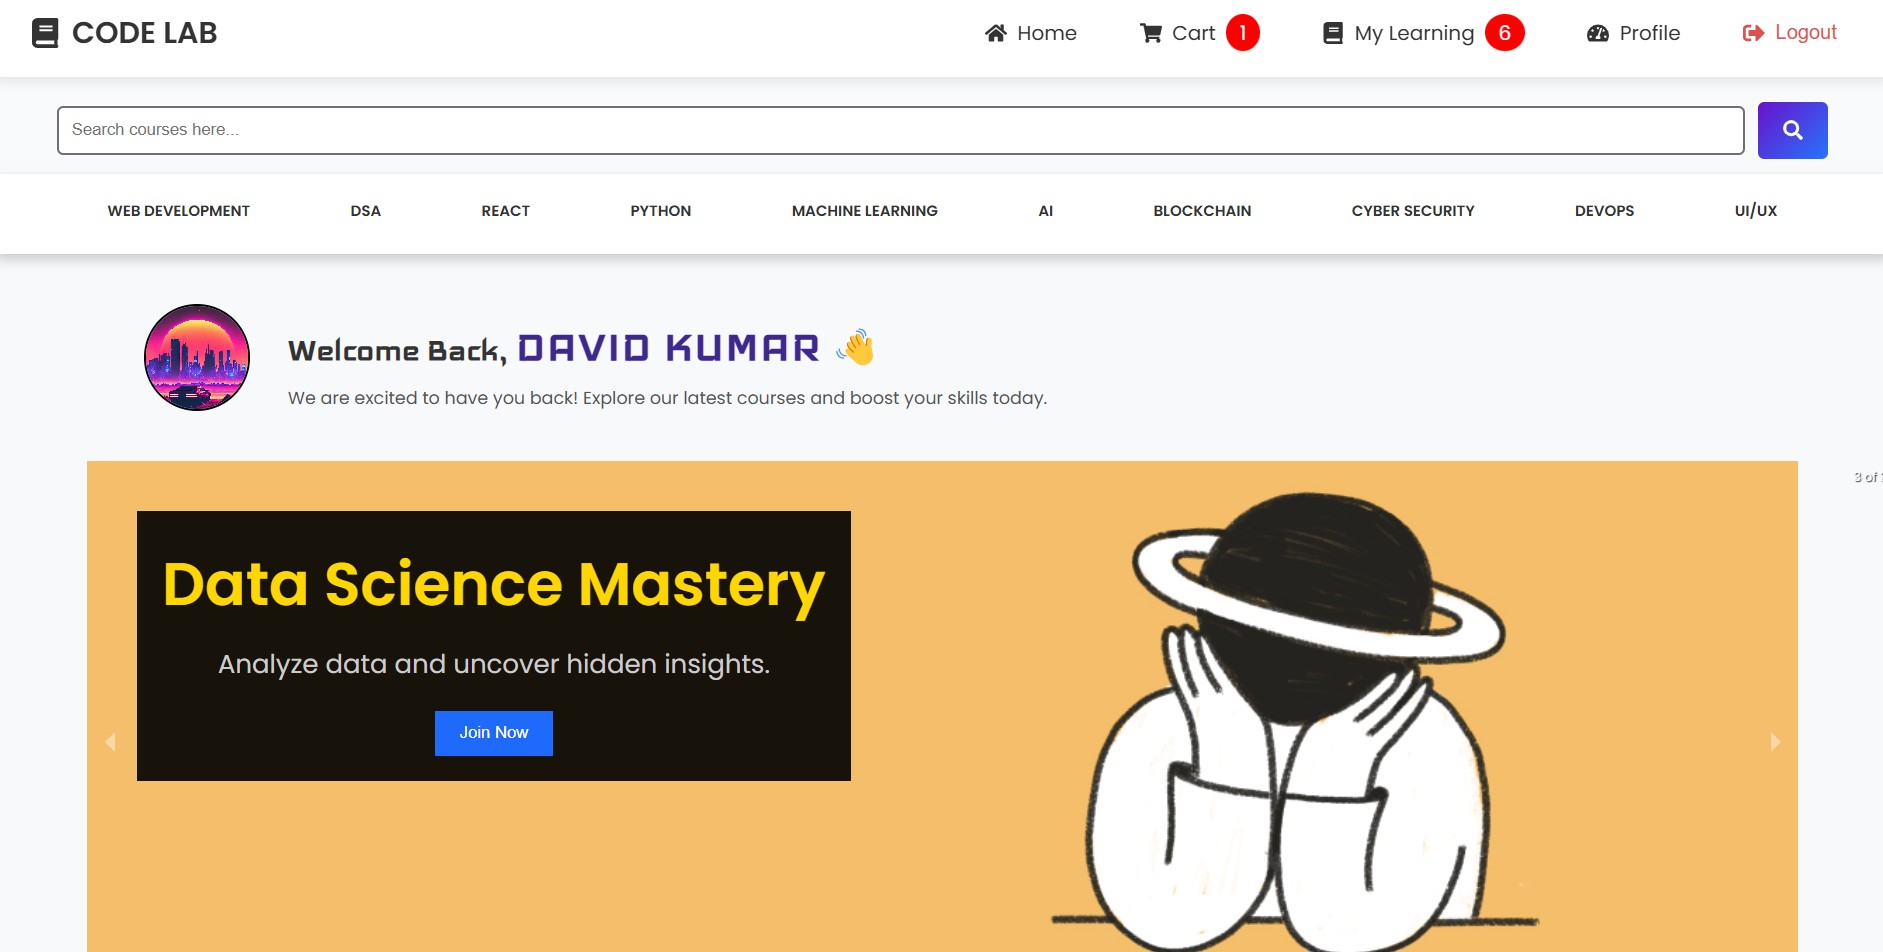 CODE LAB
Home
Cart 1
My Learning 6
Profile
Logout
Search courses here...
WEB DEVELOPMENT
DSA
REACT
PYTHON
MACHINE LEARNING
AI
BLOCKCHAIN
CYBER SECURITY
DEVOPS
UI/UX
Welcome Back, DAVID KUMAR 👋
We are excited to have you back! Explore our latest courses and boost your skills today.
3 of
Data Science Mastery
Analyze data and uncover hidden insights.
Join Now